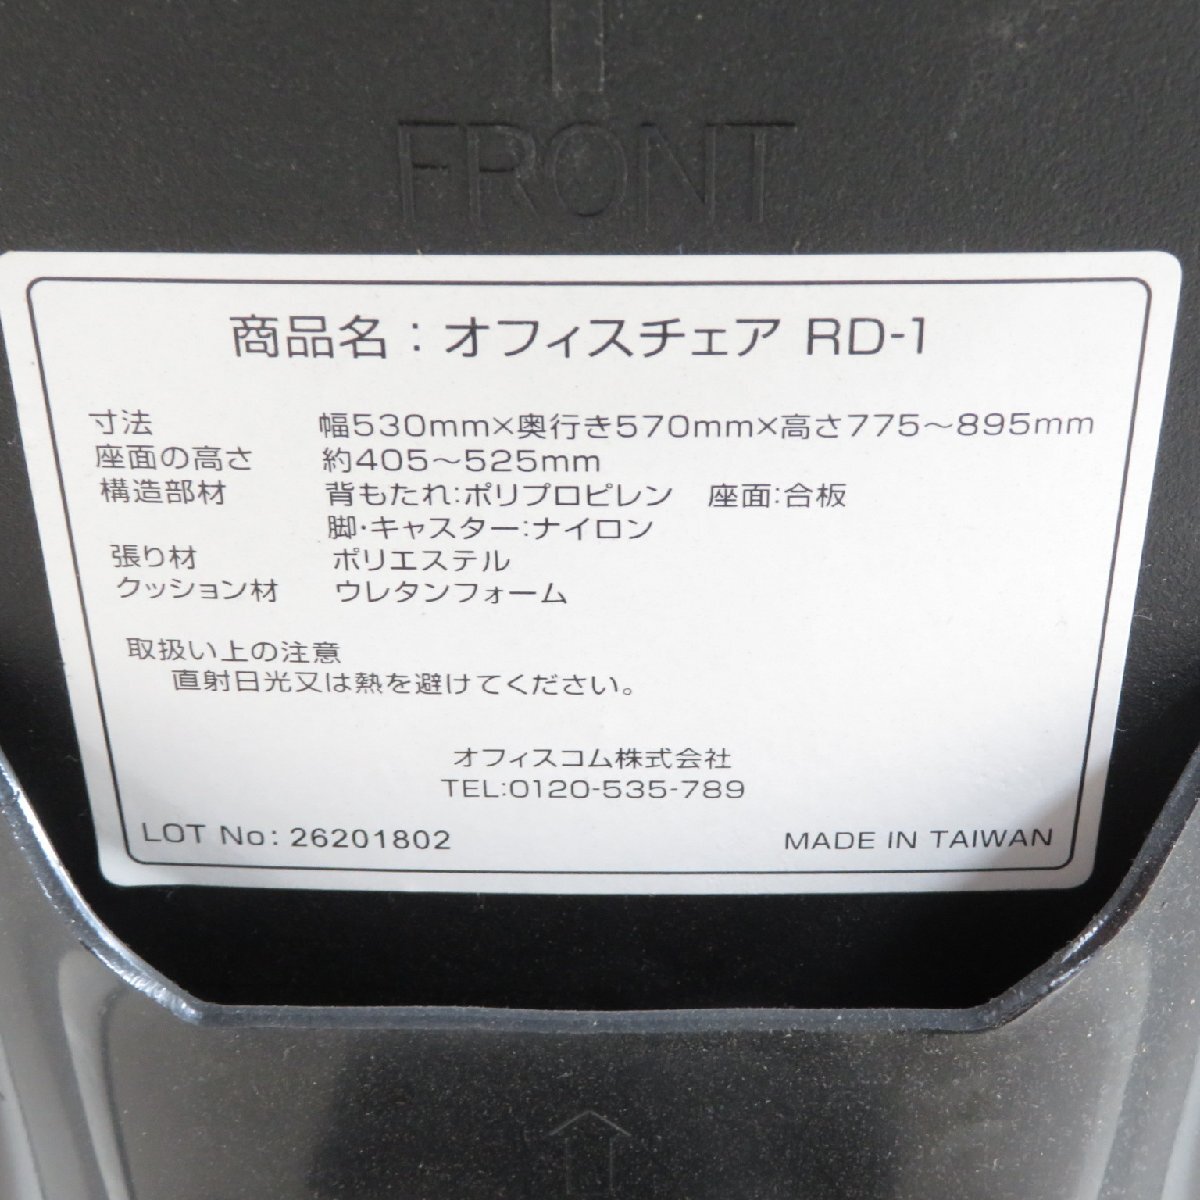 FRONT
商品名：オフィスチェア RD-1
寸法 幅530mm×奥行き570mm×高さ775～895mm
座面の高さ 約405～525mm
構造部材 背もたれ:ポリプロピレン 座面:合板
脚･キャスター:ナイロン
張り材 ポリエステル
クッション材 ウレタンフォーム
取扱い上の注意
直射日光又は熱を避けてください。
オフィスコム株式会社
TEL:0120-535-789
LOT No: 26201802 MADE IN TAIWAN